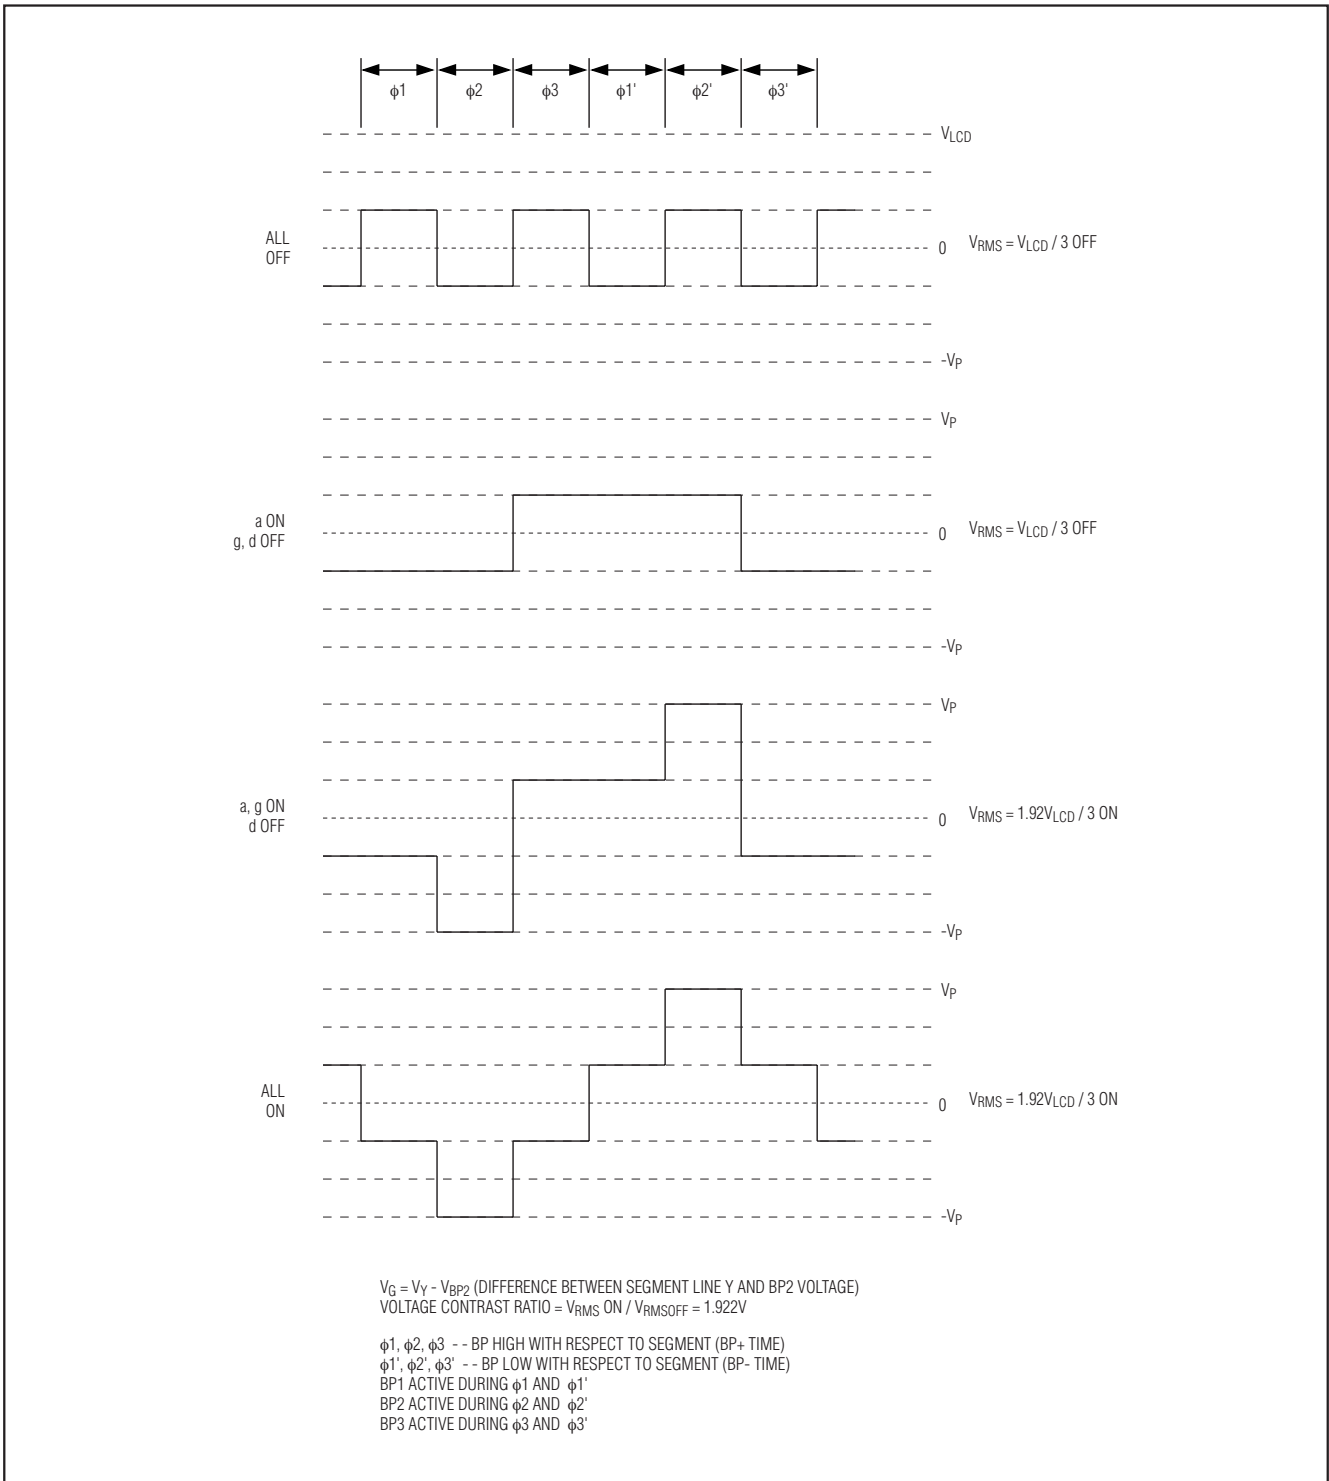 ϕ1 ϕ2 ϕ3 ϕ1' ϕ2' ϕ3'
VLCD
ALL
OFF
0 VRMS = VLCD / 3 OFF
-VP
VP
a ON
g, d OFF
0 VRMS = VLCD / 3 OFF
-VP
VP
a, g ON
d OFF
0 VRMS = 1.92VLCD / 3 ON
-VP
VP
ALL
ON
0 VRMS = 1.92VLCD / 3 ON
-VP
VG = VY - VBP2 (DIFFERENCE BETWEEN SEGMENT LINE Y AND BP2 VOLTAGE)
VOLTAGE CONTRAST RATIO = VRMS ON / VRMSOFF = 1.922V
ϕ1, ϕ2, ϕ3 - - BP HIGH WITH RESPECT TO SEGMENT (BP+ TIME)
ϕ1', ϕ2', ϕ3' - - BP LOW WITH RESPECT TO SEGMENT (BP- TIME)
BP1 ACTIVE DURING ϕ1 AND ϕ1'
BP2 ACTIVE DURING ϕ2 AND ϕ2'
BP3 ACTIVE DURING ϕ3 AND ϕ3'